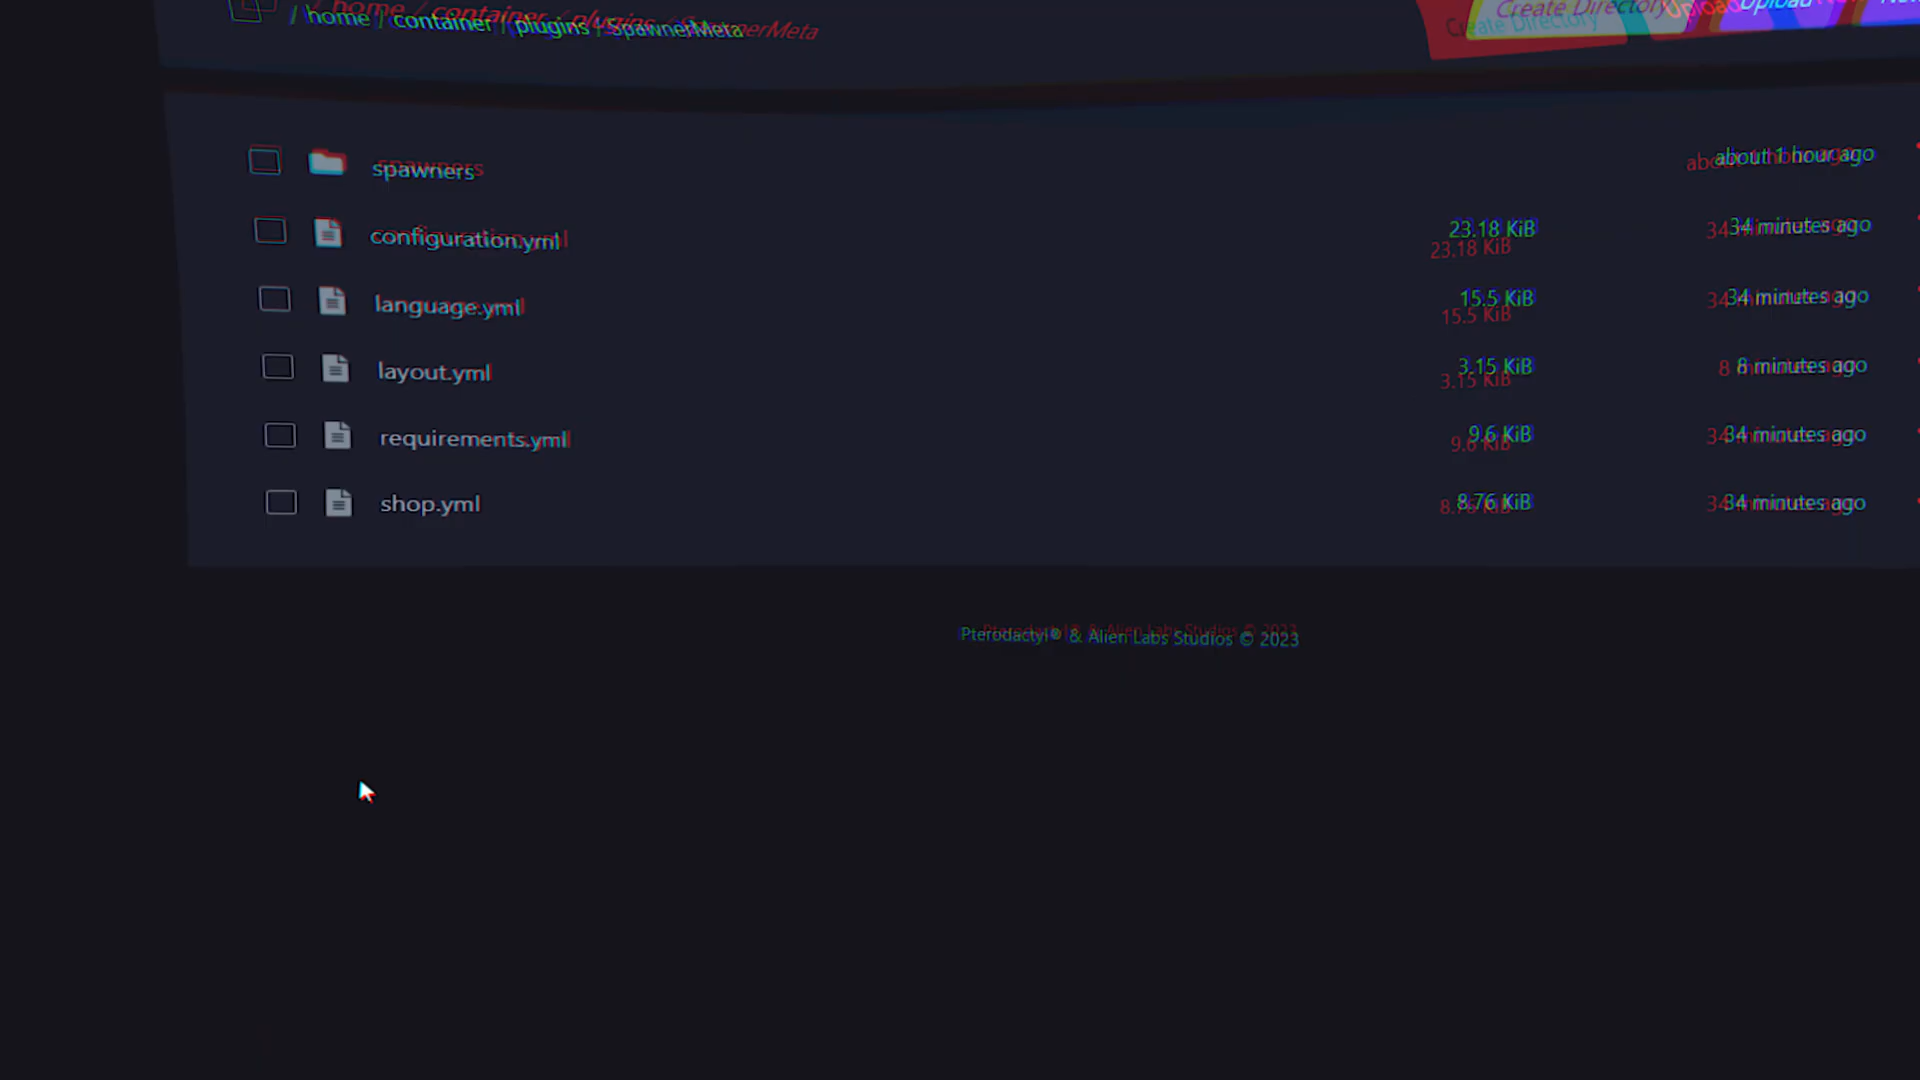 / home / container / plugins / SpawnerMeta
Create Directory Upload
spawners about 1 hour ago
configuration.yml 23.18 KiB 34 minutes ago
language.yml 15.5 KiB 34 minutes ago
layout.yml 3.15 KiB 8 minutes ago
requirements.yml 9.6 KiB 34 minutes ago
shop.yml 8.76 KiB 34 minutes ago
Pterodactyl® & Alien Labs Studios © 2023